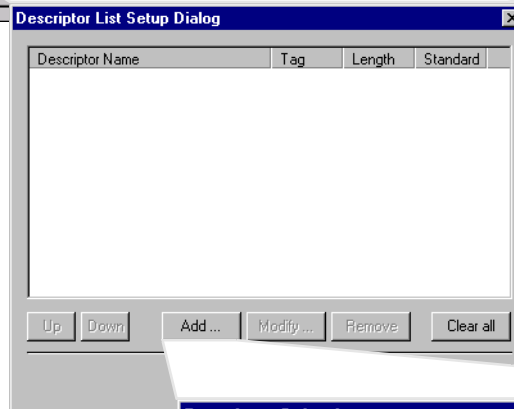 Descriptor List Setup Dialog
Descriptor Name Tag Length Standard
Up Down Add ... Modify ... Remove Clear all